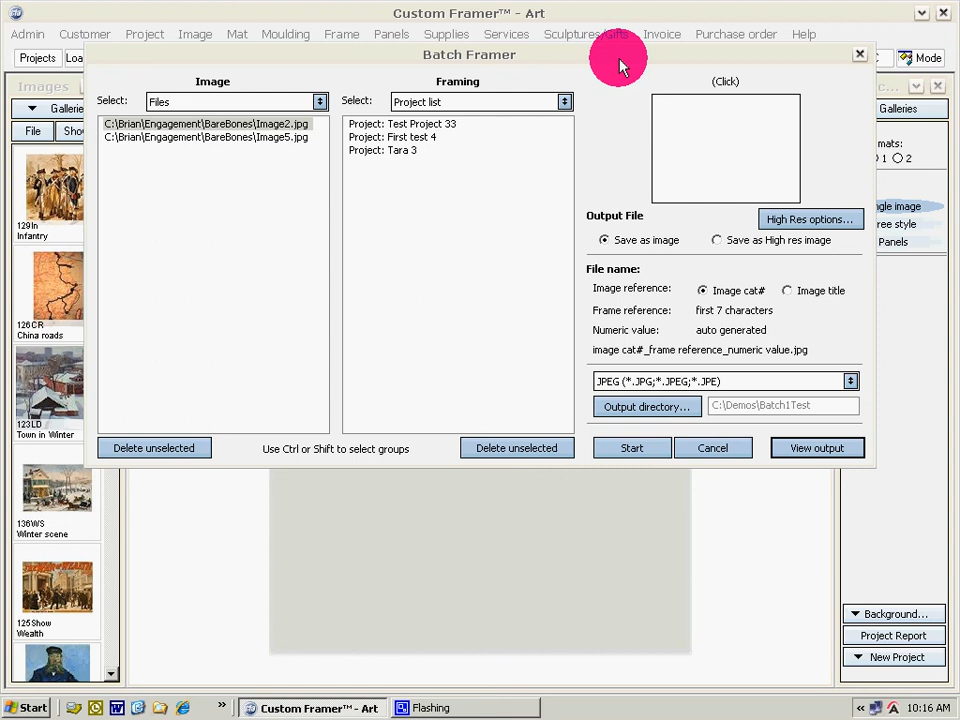 Custom Framer™ - Art
Admin Customer Project Image Mat Moulding Frame Panels Supplies Services Sculptures/Gifts Invoice Purchase order Help
Projects
Mode
Batch Framer
Images
Galleries
File
129In
Infantry
126CR
China roads
123LD
Town in Winter
136WS
Winter scene
125Show
Wealth
Image
Select: Files
C:\Brian\Engagement\BareBones\Image2.jpg
C:\Brian\Engagement\BareBones\Image5.jpg
Delete unselected
Use Ctrl or Shift to select groups
Framing
Select: Project list
Project: Test Project 33
Project: First test 4
Project: Tara 3
Delete unselected
(Click)
Output File
High Res options...
Save as image Save as High res image
File name:
Image reference: Image cat# Image title
Frame reference: first 7 characters
Numeric value: auto generated
image cat#_frame reference_numeric value.jpg
JPEG (*.JPG;*.JPEG;*.JPE)
Output directory... C:\Demos\Batch1Test
Start Cancel View output
Galleries
mats:
1 2
image
style
Panels
Background...
Project Report
New Project
Start
»
Custom Framer™- Art
Flashing
«
10:16 AM